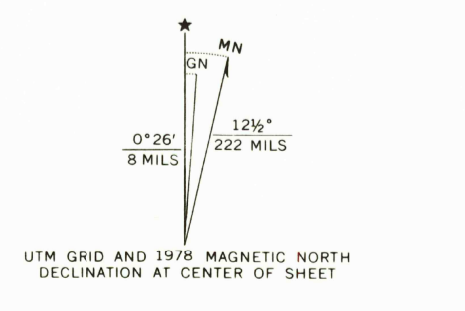 ★
MN
GN
0°26'
8 MILS
12½°
222 MILS
UTM GRID AND 1978 MAGNETIC NORTH
DECLINATION AT CENTER OF SHEET